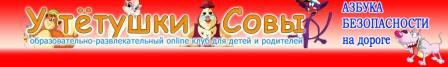 У тётушки Совы
образовательно-развлекательный online клуб для детей и родителей
АЗБУКА
БЕЗОПАСНОСТИ
на дороге